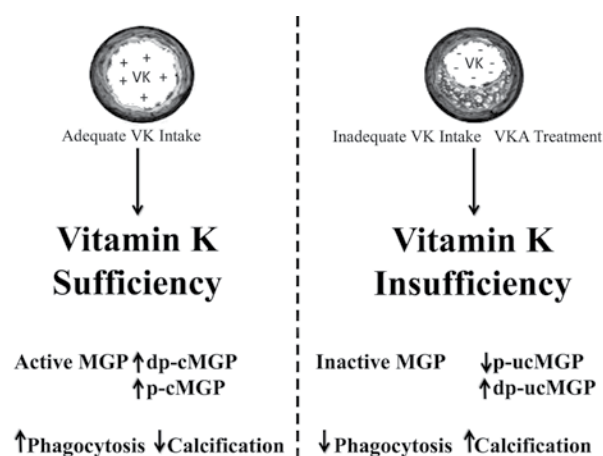 + + + VK + + +
Adequate VK Intake
Vitamin K
Sufficiency
Active MGP ↑dp-cMGP
↑p-cMGP
↑Phagocytosis ↓Calcification
VK
Inadequate VK Intake VKA Treatment
Vitamin K
Insufficiency
Inactive MGP ↓p-ucMGP
↑dp-ucMGP
↓Phagocytosis ↑Calcification